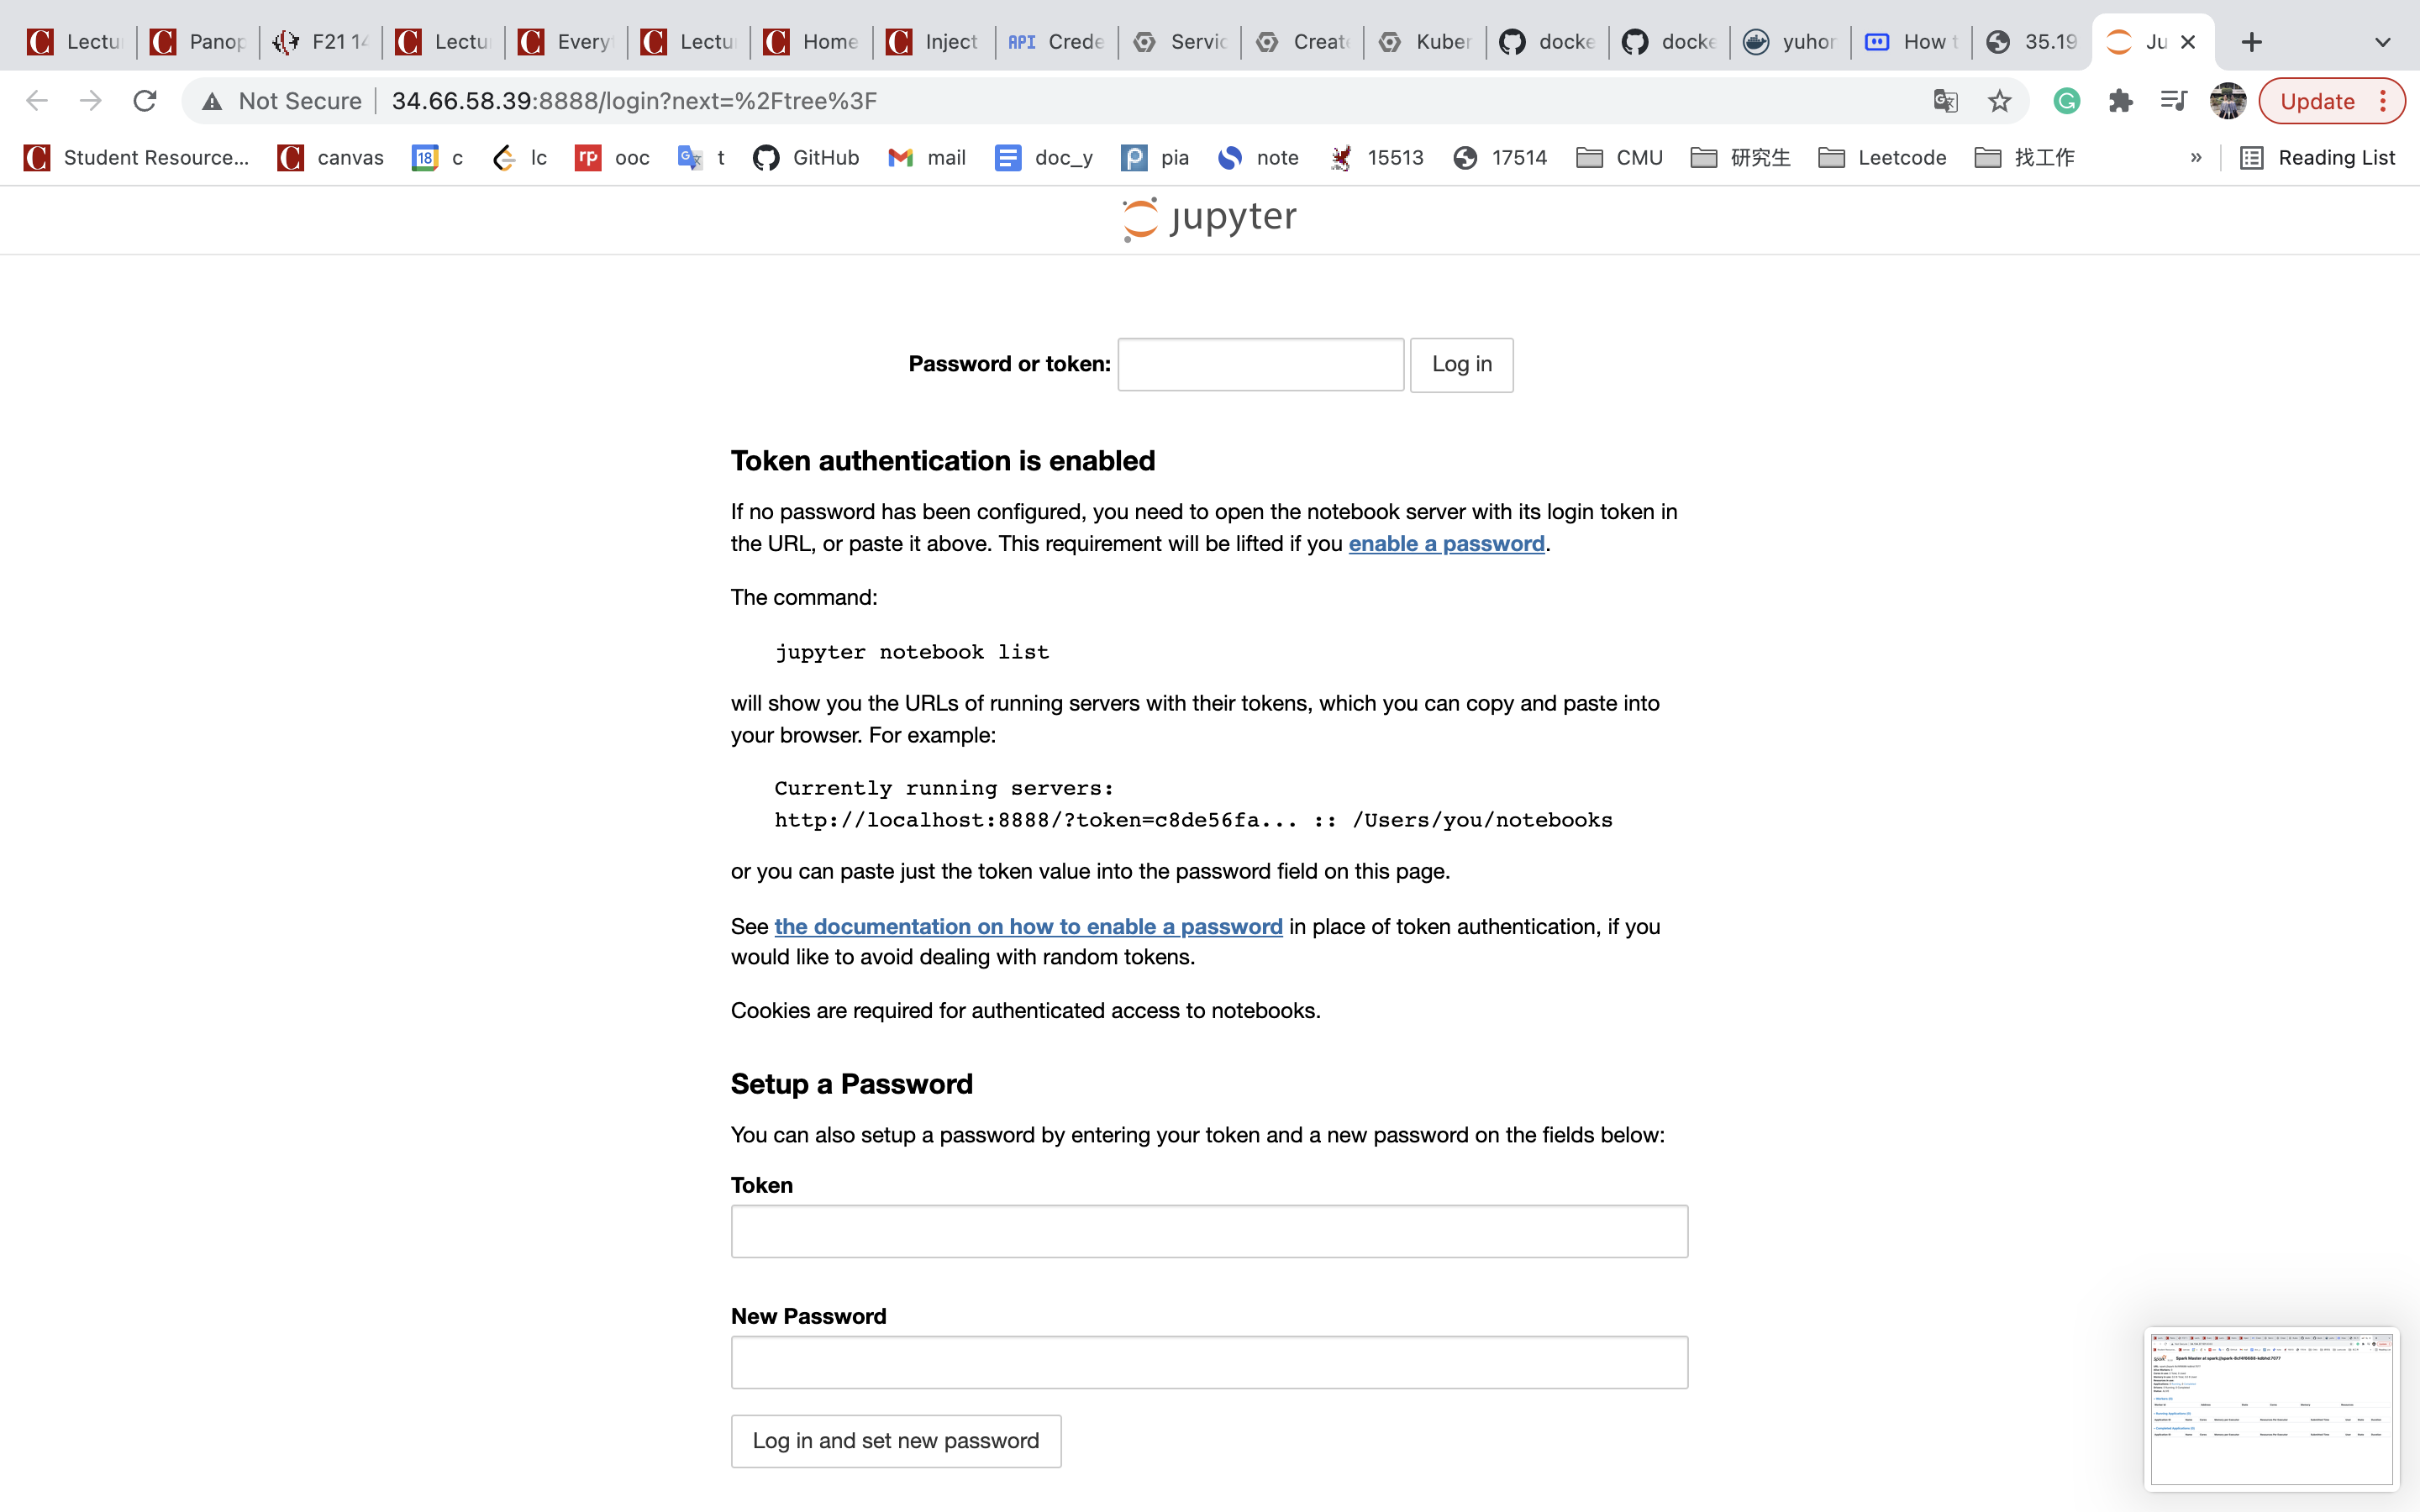 Lectu
Panop
F21 14
Lectu
Every
Lectu
Home
Inject
API Crede
Servic
Create
Kuber
docke
docke
yuhon
How t
35.19
Ju
Not Secure
34.66.58.39:8888/login?next=%2Ftree%3F
Update
Student Resource...
canvas
18 c
lc
rp ooc
t
GitHub
mail
doc_y
pia
note
15513
17514
CMU
研究生
Leetcode
找工作
»
Reading List
jupyter
Password or token:
Log in
Token authentication is enabled
If no password has been configured, you need to open the notebook server with its login token in
the URL, or paste it above. This requirement will be lifted if you enable a password.
The command:
jupyter notebook list
will show you the URLs of running servers with their tokens, which you can copy and paste into
your browser. For example:
Currently running servers:
http://localhost:8888/?token=c8de56fa... :: /Users/you/notebooks
or you can paste just the token value into the password field on this page.
See the documentation on how to enable a password in place of token authentication, if you
would like to avoid dealing with random tokens.
Cookies are required for authenticated access to notebooks.
Setup a Password
You can also setup a password by entering your token and a new password on the fields below:
Token
New Password
Log in and set new password